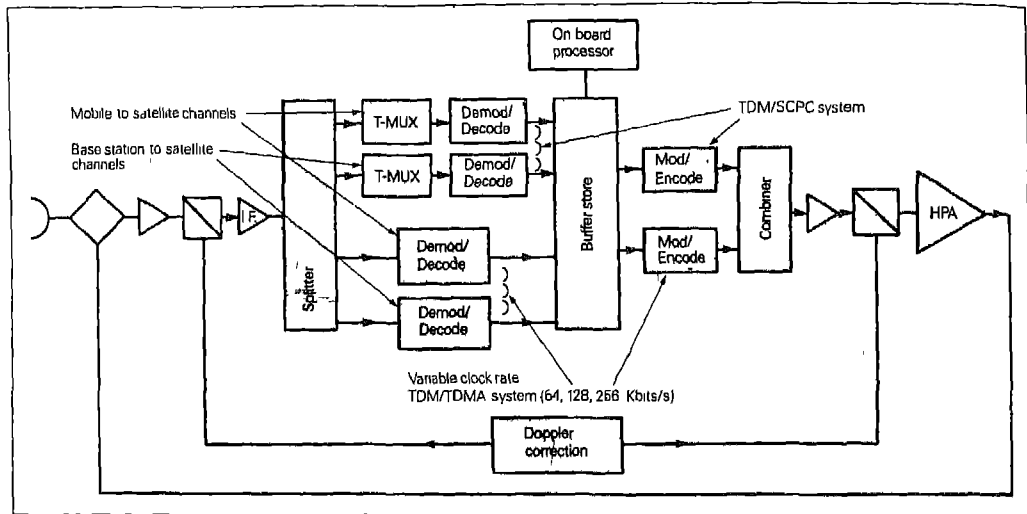 On board
processor
Mobile to satellite channels
T-MUX
Demod/
Decode
TDM/SCPC system
Base station to satellite
channels
T-MUX
Demod/
Decode
Mod/
Encode
I.F.
Splitter
Buffer store
Combiner
HPA
Demod/
Decode
Mod/
Encode
Demod/
Decode
Variable clock rate
TDM/TDMA system (64, 128, 256 Kbits/s)
Doppler
correction